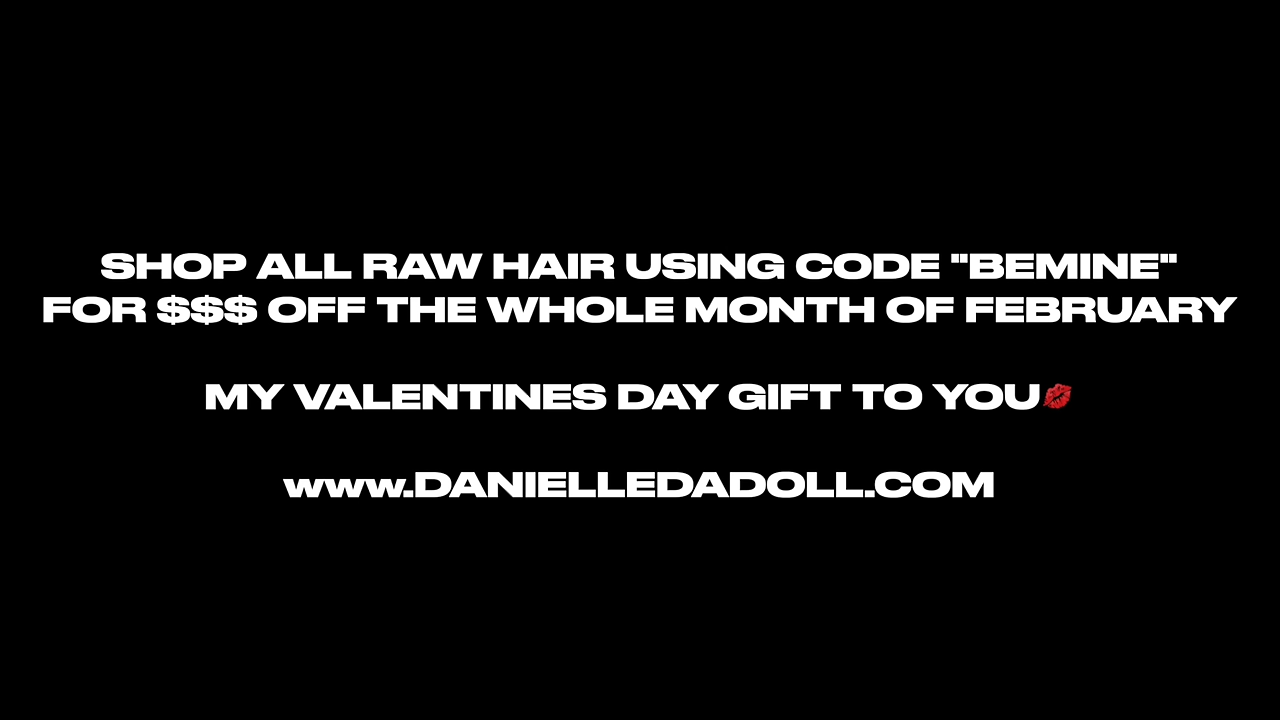 SHOP ALL RAW HAIR USING CODE "BEMINE"
FOR $$$ OFF THE WHOLE MONTH OF FEBRUARY
MY VALENTINES DAY GIFT TO YOU💋
www.DANIELLEDADOLL.COM